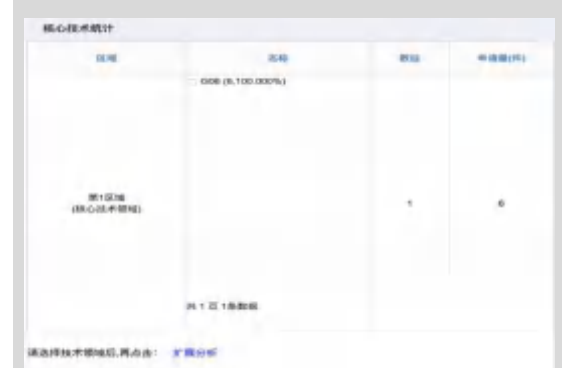 核心技术统计
区域 名称 数组 申请量(件)
G06 (6,100.000%)
第1区域
(核心技术领域)
1 6
共 1 页 1条数据
请选择技术领域后,再点击: 扩展分析